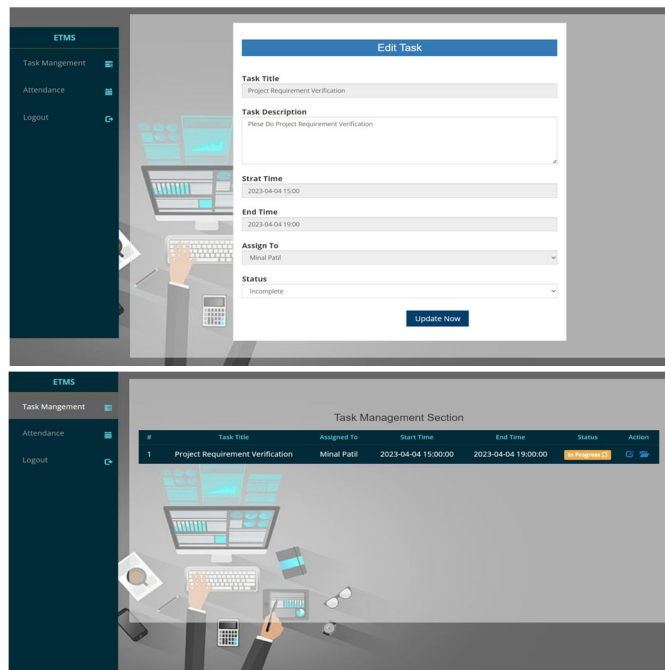 ETMS
Task Mangement
Attendance
Logout
Edit Task
Task Title
Project Requirement Verification
Task Description
Plese Do Project Requirement Verification
Strat Time
2023-04-04 15:00
End Time
2023-04-04 19:00
Assign To
Minal Patil
Status
Incomplete
Update Now
ETMS
Task Mangement
Attendance
Logout
Task Management Section
# Task Title Assigned To Start Time End Time Status Action
1 Project Requirement Verification Minal Patil 2023-04-04 15:00:00 2023-04-04 19:00:00 In Progress